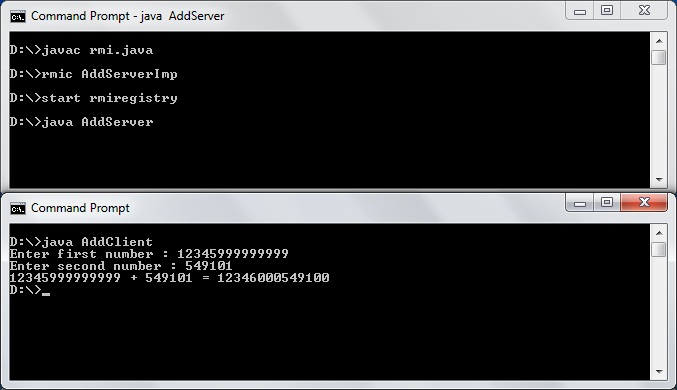 Command Prompt - java  AddServer
D:\>javac rmi.java
D:\>rmic AddServerImp
D:\>start rmiregistry
D:\>java AddServer
Command Prompt
D:\>java AddClient
Enter first number : 12345999999999
Enter second number : 549101
12345999999999 + 549101 = 12346000549100
D:\>_